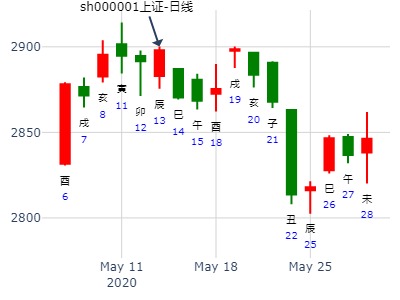 sh000001上证-日线
2900
2850
2800
酉
6
戌
7
亥
8
寅
11
卯
12
辰
13
巳
14
午
15
酉
18
戌
19
亥
20
子
21
丑
22
辰
25
巳
26
午
27
未
28
May 11
2020
May 18
May 25